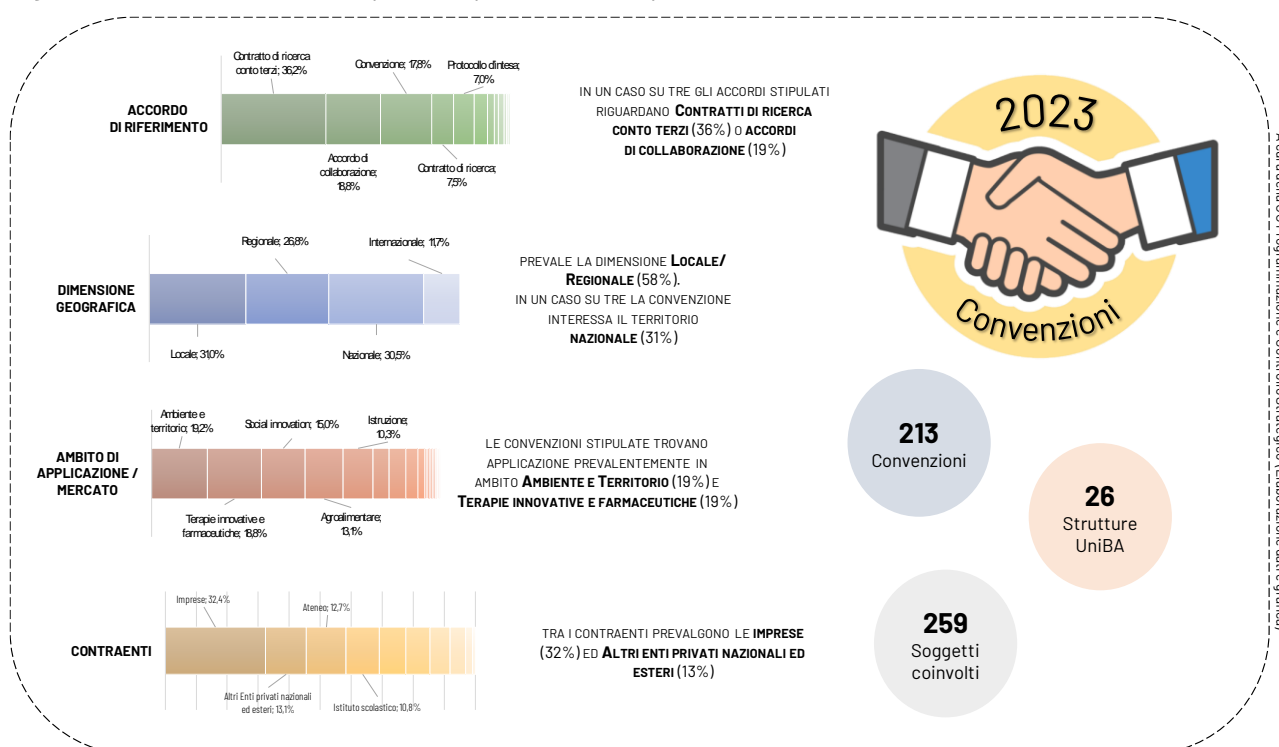 Contratto di ricerca
conto terzi; 36,2%
Convenzione; 17,8%
Protocollo d'intesa;
7,0%
ACCORDO
DI RIFERIMENTO
Accordo di
collaborazione;
18,8%
Contratto di ricerca;
7,5%
IN UN CASO SU TRE GLI ACCORDI STIPULATI
RIGUARDANO CONTRATTI DI RICERCA
CONTO TERZI (36%) O ACCORDI
DI COLLABORAZIONE (19%)
Regionale; 26,8%
Internazionale; 11,7%
DIMENSIONE
GEOGRAFICA
Locale; 31,0%
Nazionale; 30,5%
PREVALE LA DIMENSIONE LOCALE/
REGIONALE (58%).
IN UN CASO SU TRE LA CONVENZIONE
INTERESSA IL TERRITORIO
NAZIONALE (31%)
Ambiente e
territorio; 19,2%
Social innovation; 15,0%
Istruzione;
10,3%
AMBITO DI
APPLICAZIONE /
MERCATO
Terapie innovative e
farmaceutiche; 18,8%
Agroalimentare;
13,1%
LE CONVENZIONI STIPULATE TROVANO
APPLICAZIONE PREVALENTEMENTE IN
AMBITO AMBIENTE E TERRITORIO (19%) E
TERAPIE INNOVATIVE E FARMACEUTICHE (19%)
Imprese; 32,4%
Ateneo; 12,7%
CONTRAENTI
Altri Enti privati nazionali
ed esteri; 13,1%
Istituto scolastico; 10,8%
TRA I CONTRAENTI PREVALGONO LE IMPRESE
(32%) ED ALTRI ENTI PRIVATI NAZIONALI ED
ESTERI (13%)
2023
Convenzioni
213
Convenzioni
26
Strutture
UniBA
259
Soggetti
coinvolti